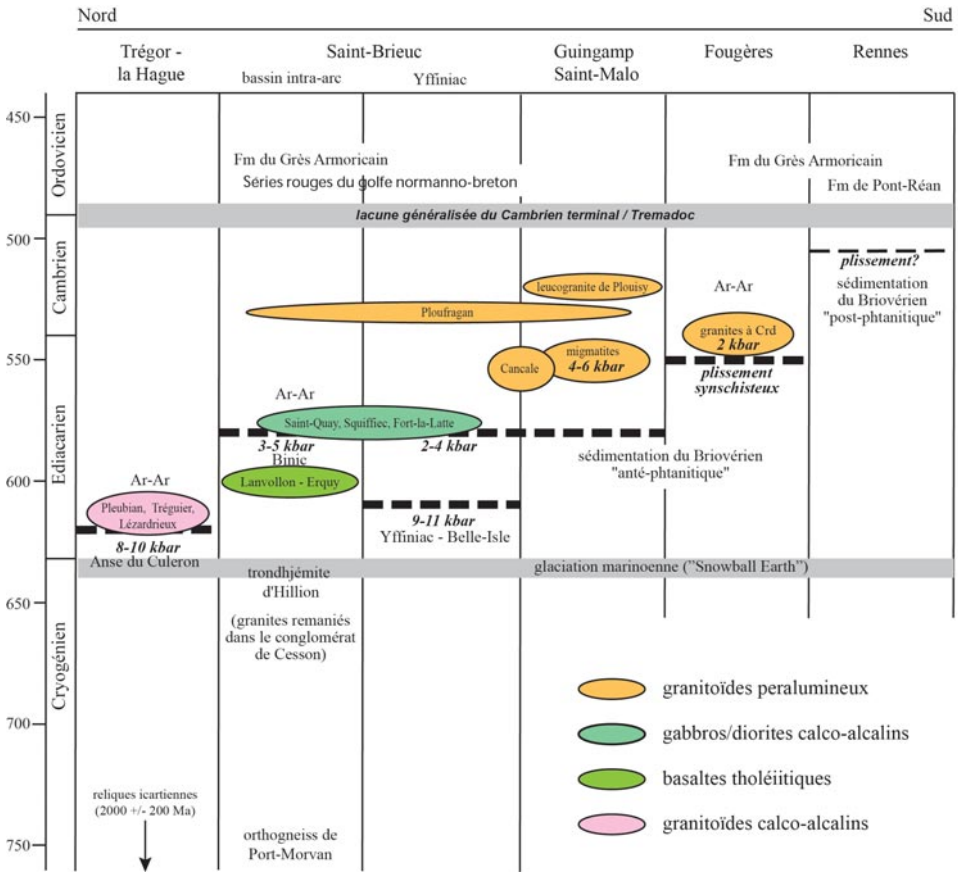 Nord
Sud
Trégor -
la Hague
Saint-Brieuc
bassin intra-arc
Yffiniac
Guingamp
Saint-Malo
Fougères
Rennes
450
500
550
600
650
700
750
Ordovicien
Cambrien
Ediacarien
Cryogénien
Fm du Grès Armoricain
Séries rouges du golfe normanno-breton
Fm du Grès Armoricain
Fm de Pont-Réan
lacune généralisée du Cambrien terminal / Tremadoc
plissement?
sédimentation
du Briovérien
"post-phtanitique"
leucogranite de Plouisy
Ploufragan
Ar-Ar
granites à Crd
2 kbar
plissement
synschisteux
Cancale
migmatites
4-6 kbar
Ar-Ar
Saint-Quay, Squiffiec, Fort-la-Latte
3-5 kbar
2-4 kbar
Binic
Lanvollon - Erquy
sédimentation du Briovérien
"anté-phtanitique"
9-11 kbar
Yffiniac - Belle-Isle
Ar-Ar
Pleubian, Tréguier,
Lézardrieux
8-10 kbar
Anse du Culeron
glaciation marinoenne ("Snowball Earth")
trondhjémite
d'Hillion
(granites remaniés
dans le conglomérat
de Cesson)
reliques icartiennes
(2000 +/- 200 Ma)
orthogneiss de
Port-Morvan
granitoïdes peralumineux
gabbros/diorites calco-alcalins
basaltes tholéiitiques
granitoïdes calco-alcalins